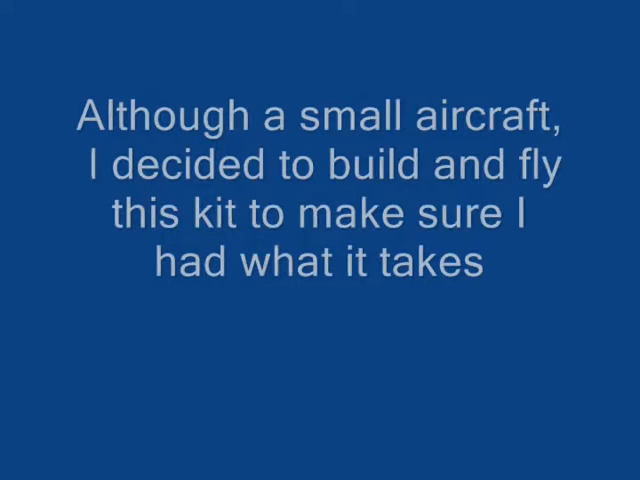 Although a small aircraft,
I decided to build and fly
this kit to make sure I
had what it takes